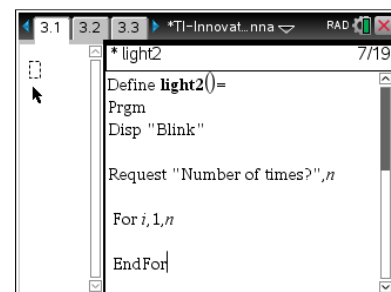 3.1 3.2 3.3 *TI-Innovat…nna RAD
* light2 7/19
Define light2()=
Prgm
Disp "Blink"
Request "Number of times?",n
For i,1,n
EndFor